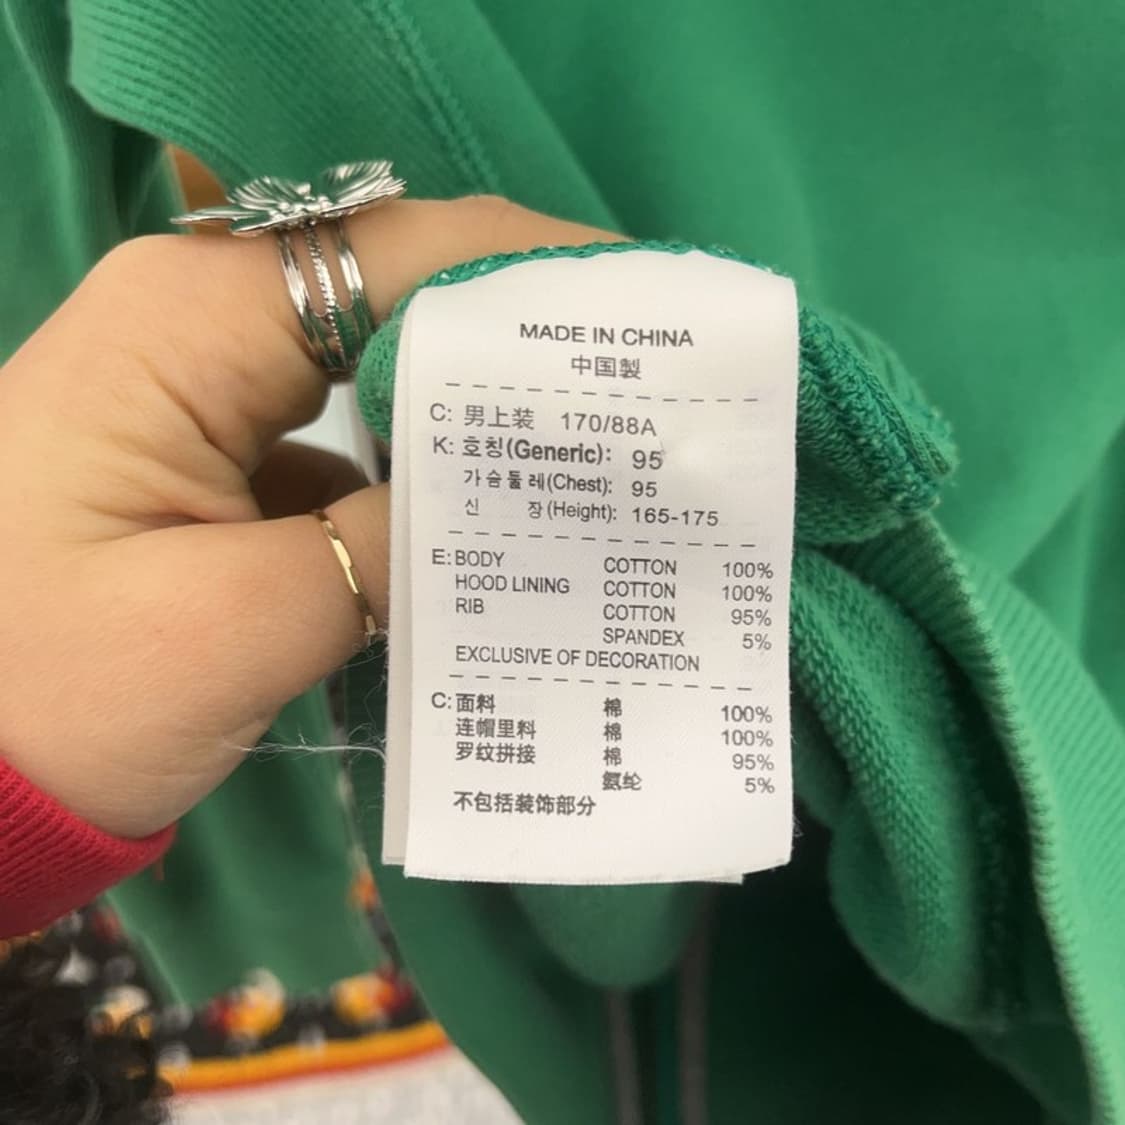 MADE IN CHINA
中国製
C: 男上装 170/88A
K: 호칭(Generic): 95
가슴둘레(Chest): 95
신 장(Height): 165-175
E: BODY COTTON 100%
HOOD LINING COTTON 100%
RIB COTTON 95%
SPANDEX 5%
EXCLUSIVE OF DECORATION
C: 面料 棉 100%
连帽里料 棉 100%
罗纹拼接 棉 95%
氨纶 5%
不包括装饰部分